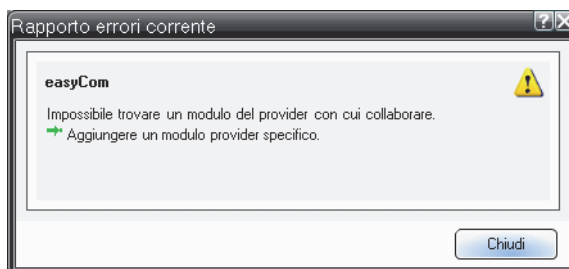 Rapporto errori corrente
easyCom
Impossibile trovare un modulo del provider con cui collaborare.
Aggiungere un modulo provider specifico.
Chiudi